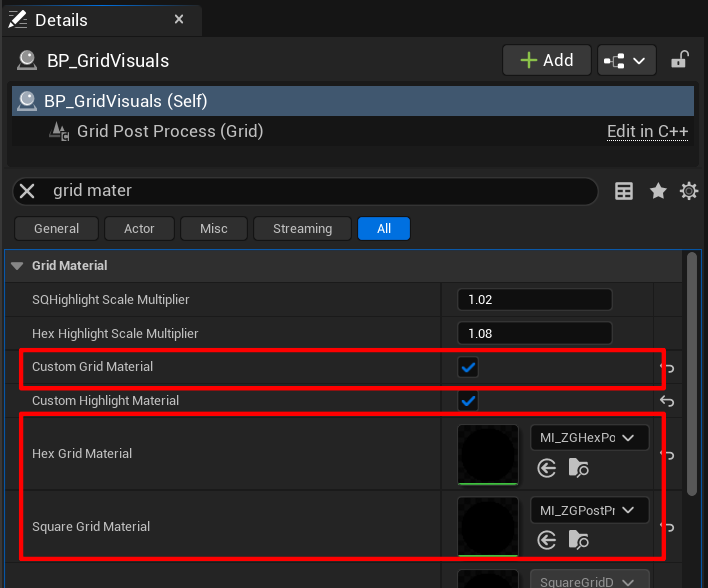 Details
BP_GridVisuals
Add
BP_GridVisuals (Self)
Grid Post Process (Grid)
Edit in C++
grid mater
General
Actor
Misc
Streaming
All
Grid Material
SQHighlight Scale Multiplier
1.02
Hex Highlight Scale Multiplier
1.08
Custom Grid Material
Custom Highlight Material
Hex Grid Material
MI_ZGHexPo
Square Grid Material
MI_ZGPostPr
SquareGridD